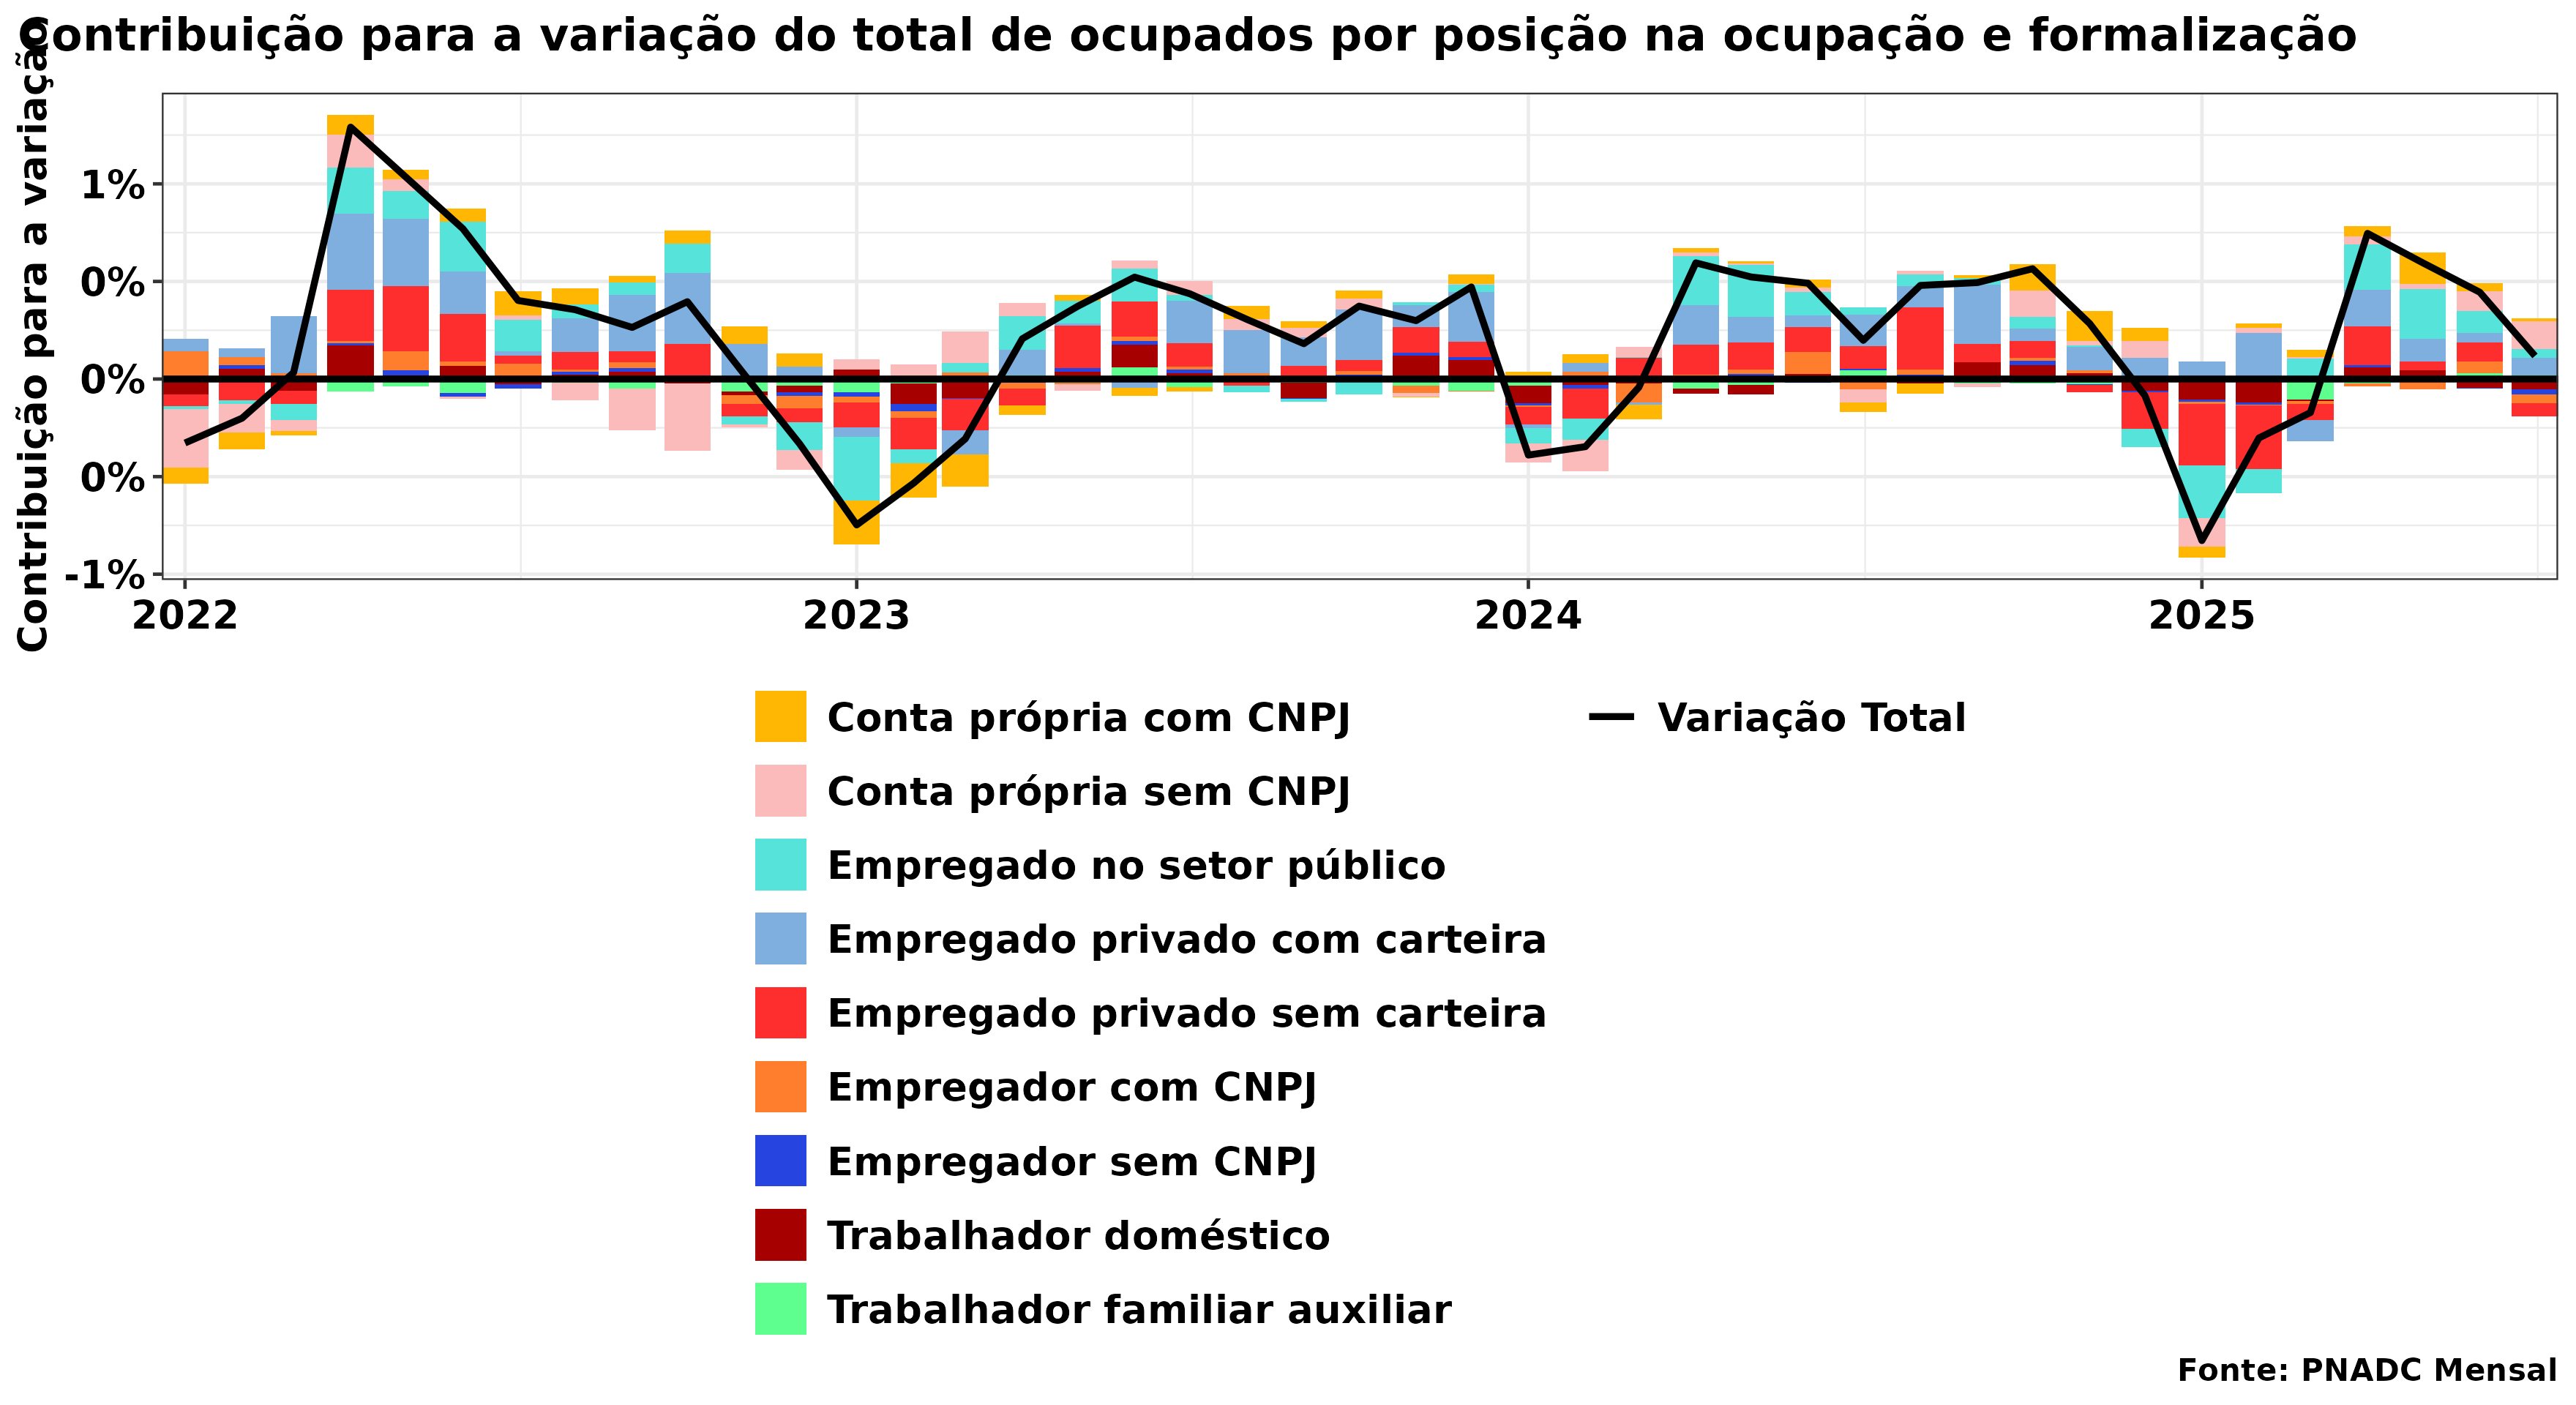 Contribuição para a variação do total de ocupados por posição na ocupação e formalização
Contribuição para a variação
1%
0%
0%
0%
-1%
2022
2023
2024
2025
Conta própria com CNPJ
Conta própria sem CNPJ
Empregado no setor público
Empregado privado com carteira
Empregado privado sem carteira
Empregador com CNPJ
Empregador sem CNPJ
Trabalhador doméstico
Trabalhador familiar auxiliar
Variação Total
Fonte: PNADC Mensal